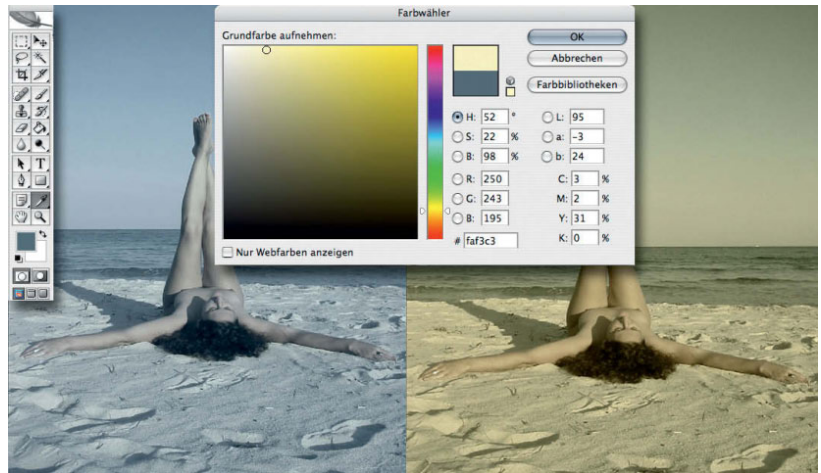 Farbwähler
Grundfarbe aufnehmen:
OK
Abbrechen
Farbbibliotheken
H: 52 °
S: 22 %
B: 98 %
R: 250
G: 243
B: 195
# faf3c3
L: 95
a: -3
b: 24
C: 3 %
M: 2 %
Y: 31 %
K: 0 %
Nur Webfarben anzeigen
T